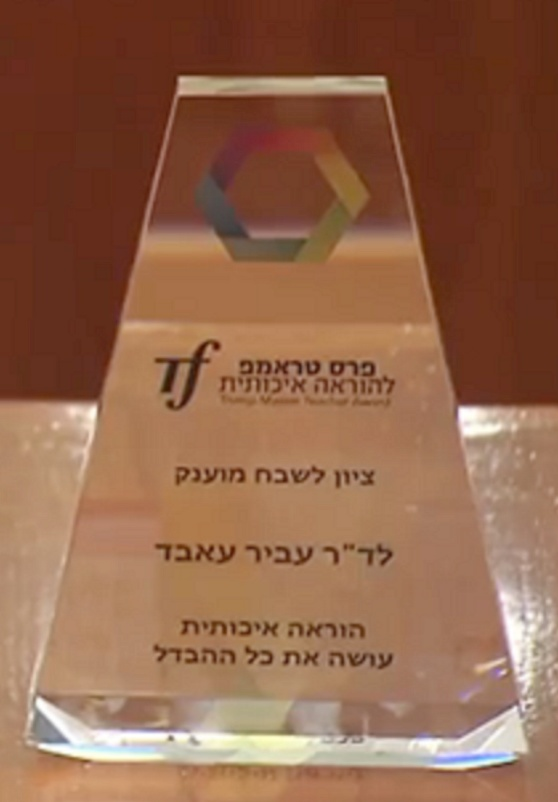 פרס טראמפ
להוראה איכותית
Trump Master Teacher Award
ציון לשבח מוענק
לד"ר עביר עאבד
הוראה איכותית
עושה את כל ההבדל